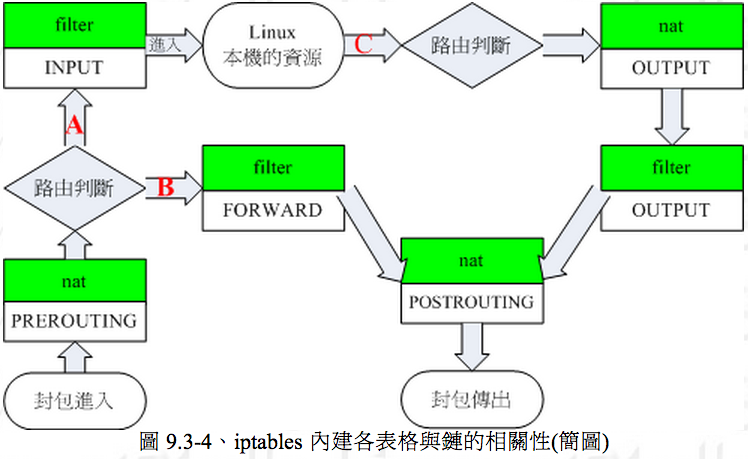 filter
INPUT
進入
Linux
本機的資源
C
路由判斷
nat
OUTPUT
A
路由判斷
B
filter
FORWARD
filter
OUTPUT
nat
PREROUTING
nat
POSTROUTING
封包進入
封包傳出
圖 9.3-4、iptables 內建各表格與鏈的相關性(簡圖)